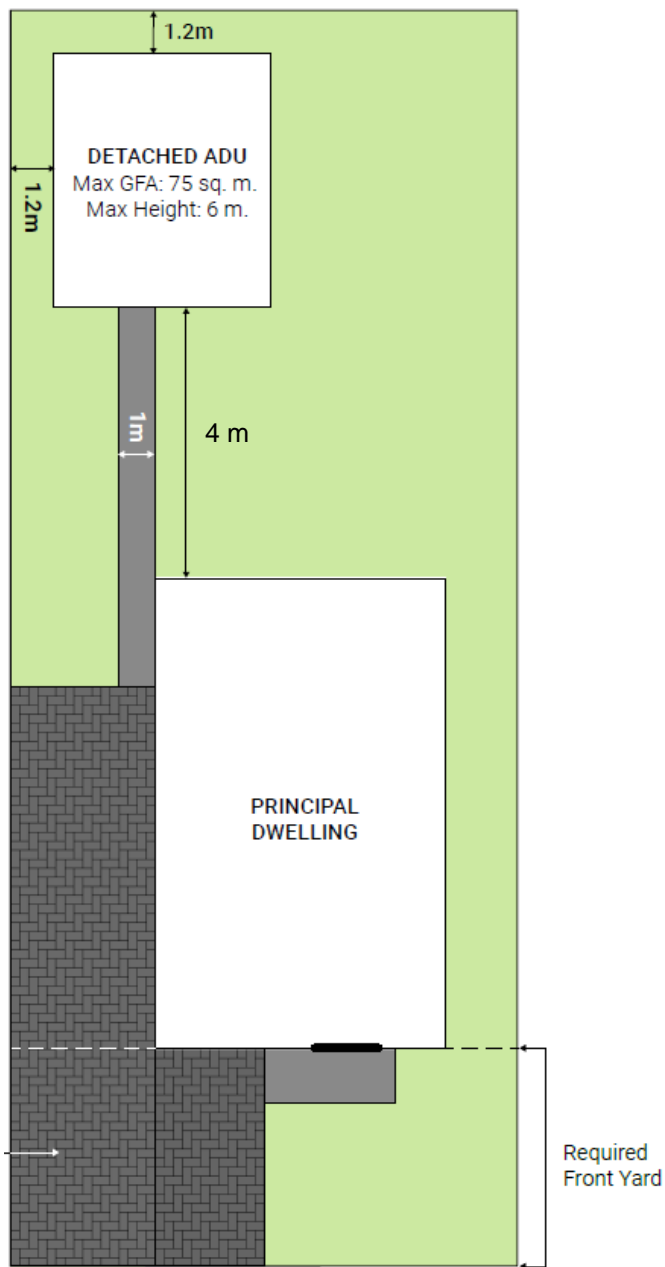 1.2m
DETACHED ADU
Max GFA: 75 sq. m.
Max Height: 6 m.
1.2m
1m
4 m
PRINCIPAL
DWELLING
Required
Front Yard